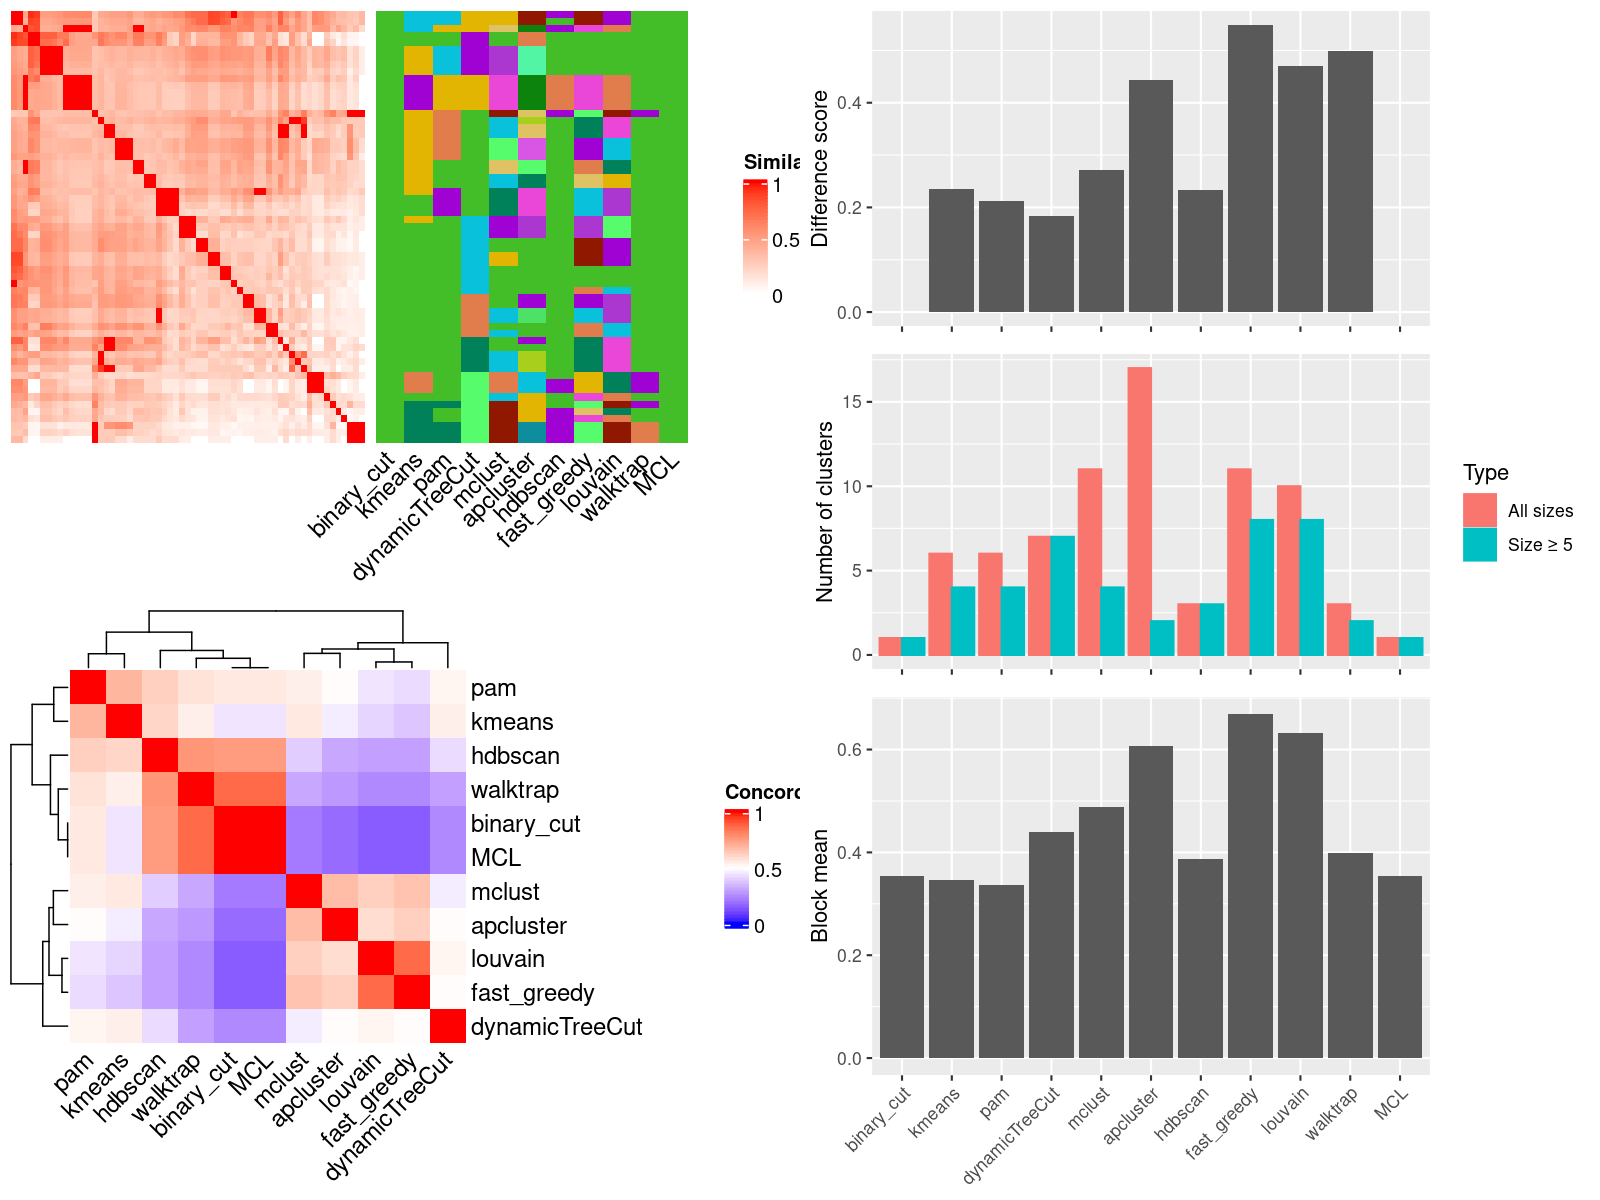 Simila
1
0.5
0
binary_cut
kmeans
pam
dynamicTreeCut
mclust
apcluster
hdbscan
fast_greedy
louvain
walktrap
MCL
Difference score
0.4
0.2
0.0
Number of clusters
15
10
5
0
Type
All sizes
Size ≥ 5
pam
kmeans
hdbscan
walktrap
binary_cut
MCL
mclust
apcluster
louvain
fast_greedy
dynamicTreeCut
pam
kmeans
hdbscan
walktrap
binary_cut
MCL
mclust
apcluster
louvain
fast_greedy
dynamicTreeCut
Concord
1
0.5
0
Block mean
0.6
0.4
0.2
0.0
binary_cut
kmeans
pam
dynamicTreeCut
mclust
apcluster
hdbscan
fast_greedy
louvain
walktrap
MCL